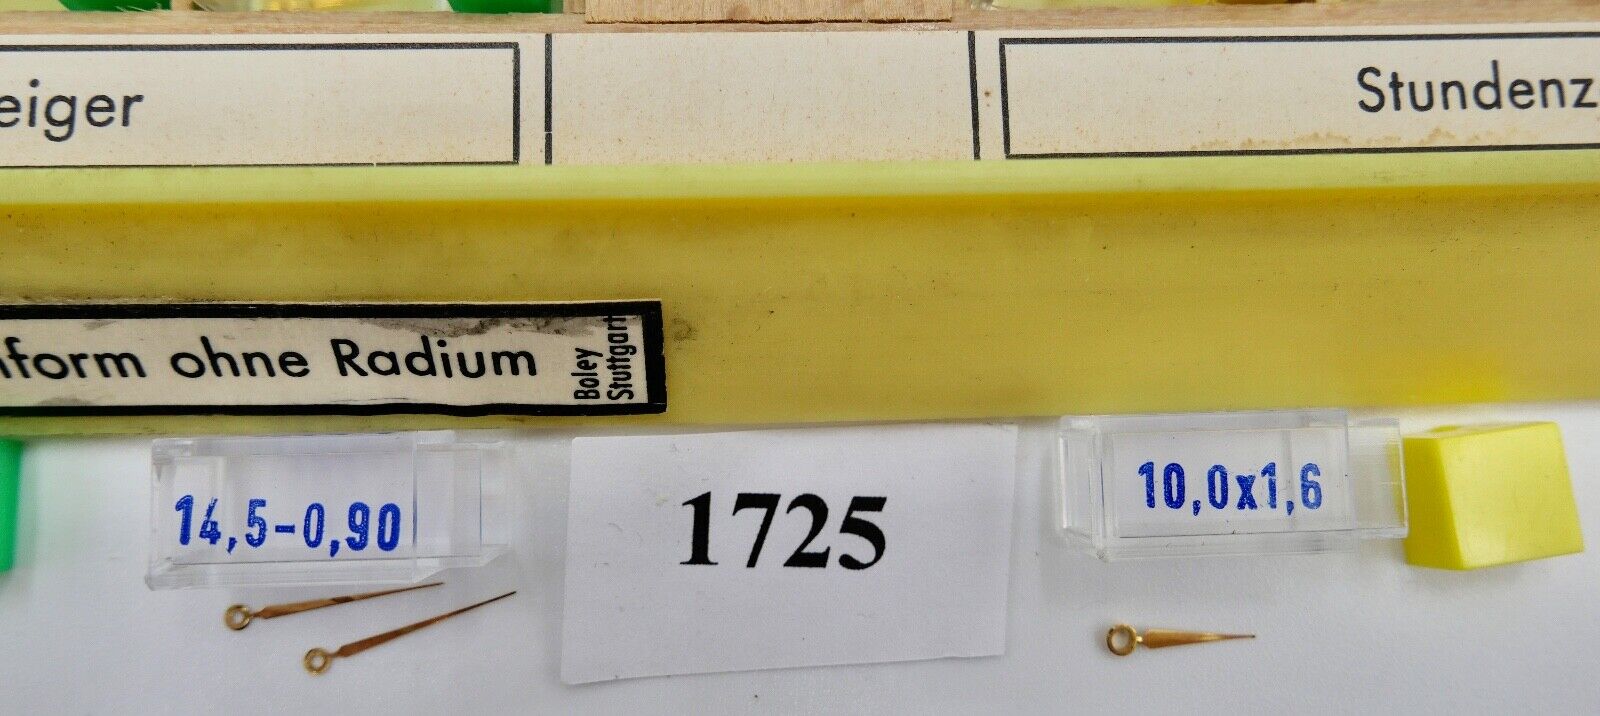 eiger
Stundenz
form ohne Radium
Boley
Stuttgart
14,5-0,90
1725
10,0x1,6